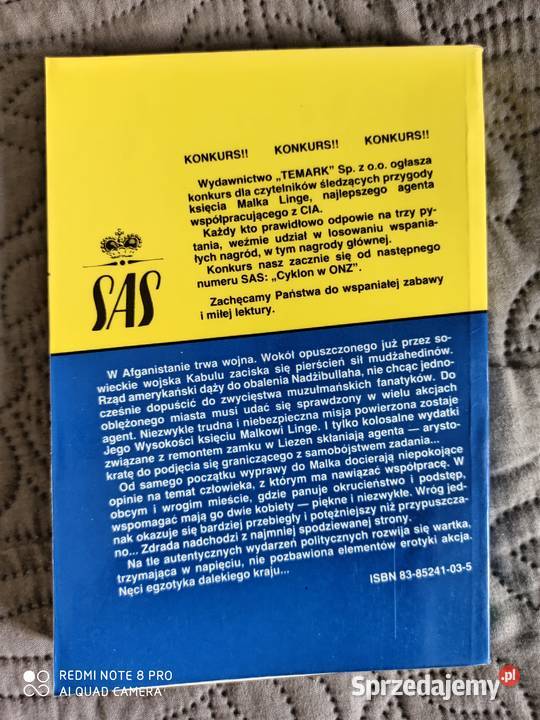 KONKURS!! KONKURS!! KONKURS!!
Wydawnictwo „TEMARK” Sp. z o.o. ogłasza
konkurs dla czytelników śledzących przygody
księcia Malka Linge, najlepszego agenta
współpracującego z CIA.
Każdy kto prawidłowo odpowie na trzy py-
tania, weźmie udział w losowaniu wspania-
łych nagród, w tym nagrody głównej.
Konkurs nasz zacznie się od następnego
numeru SAS: „Cyklon w ONZ”.
Zachęcamy Państwa do wspaniałej zabawy
i miłej lektury.
SAS
W Afganistanie trwa wojna. Wokół opuszczonego już przez so-
wieckie wojska Kabulu zaciska się pierścień sił mudżahedinów.
Rząd amerykański dąży do obalenia Nadżibullaha, nie chcąc jedno-
cześnie dopuścić do zwycięstwa muzułmańskich fanatyków. Do
oblężonego miasta musi udać się sprawdzony w wielu akcjach
agent. Niezwykle trudna i niebezpieczna misja powierzona zostaje
Jego Wysokości księciu Malkowi Linge. I tylko kolosalne wydatki
związane z remontem zamku w Liezen skłaniają agenta — arysto-
kratę do podjęcia się graniczącego z samobójstwem zadania...
Od samego początku wyprawy do Malka docierają niepokojące
opinie na temat człowieka, z którym ma nawiązać współpracę. W
obcym i wrogim mieście, gdzie panuje okrucieństwo i podstęp,
wspomagać mają go dwie kobiety — piękne i niezwykłe. Wróg jed-
nak okazuje się bardziej przebiegły i potężniejszy niż przypuszcza-
no... Zdrada nadchodzi z najmniej spodziewanej strony.
Na tle autentycznych wydarzeń politycznych rozwija się wartka,
trzymająca w napięciu, nie pozbawiona elementów erotyki akcja.
Nęci egzotyka dalekiego kraju...
ISBN 83-85241-03-5
REDMI NOTE 8 PRO
AI QUAD CAMERA
Sprzedajemy.pl